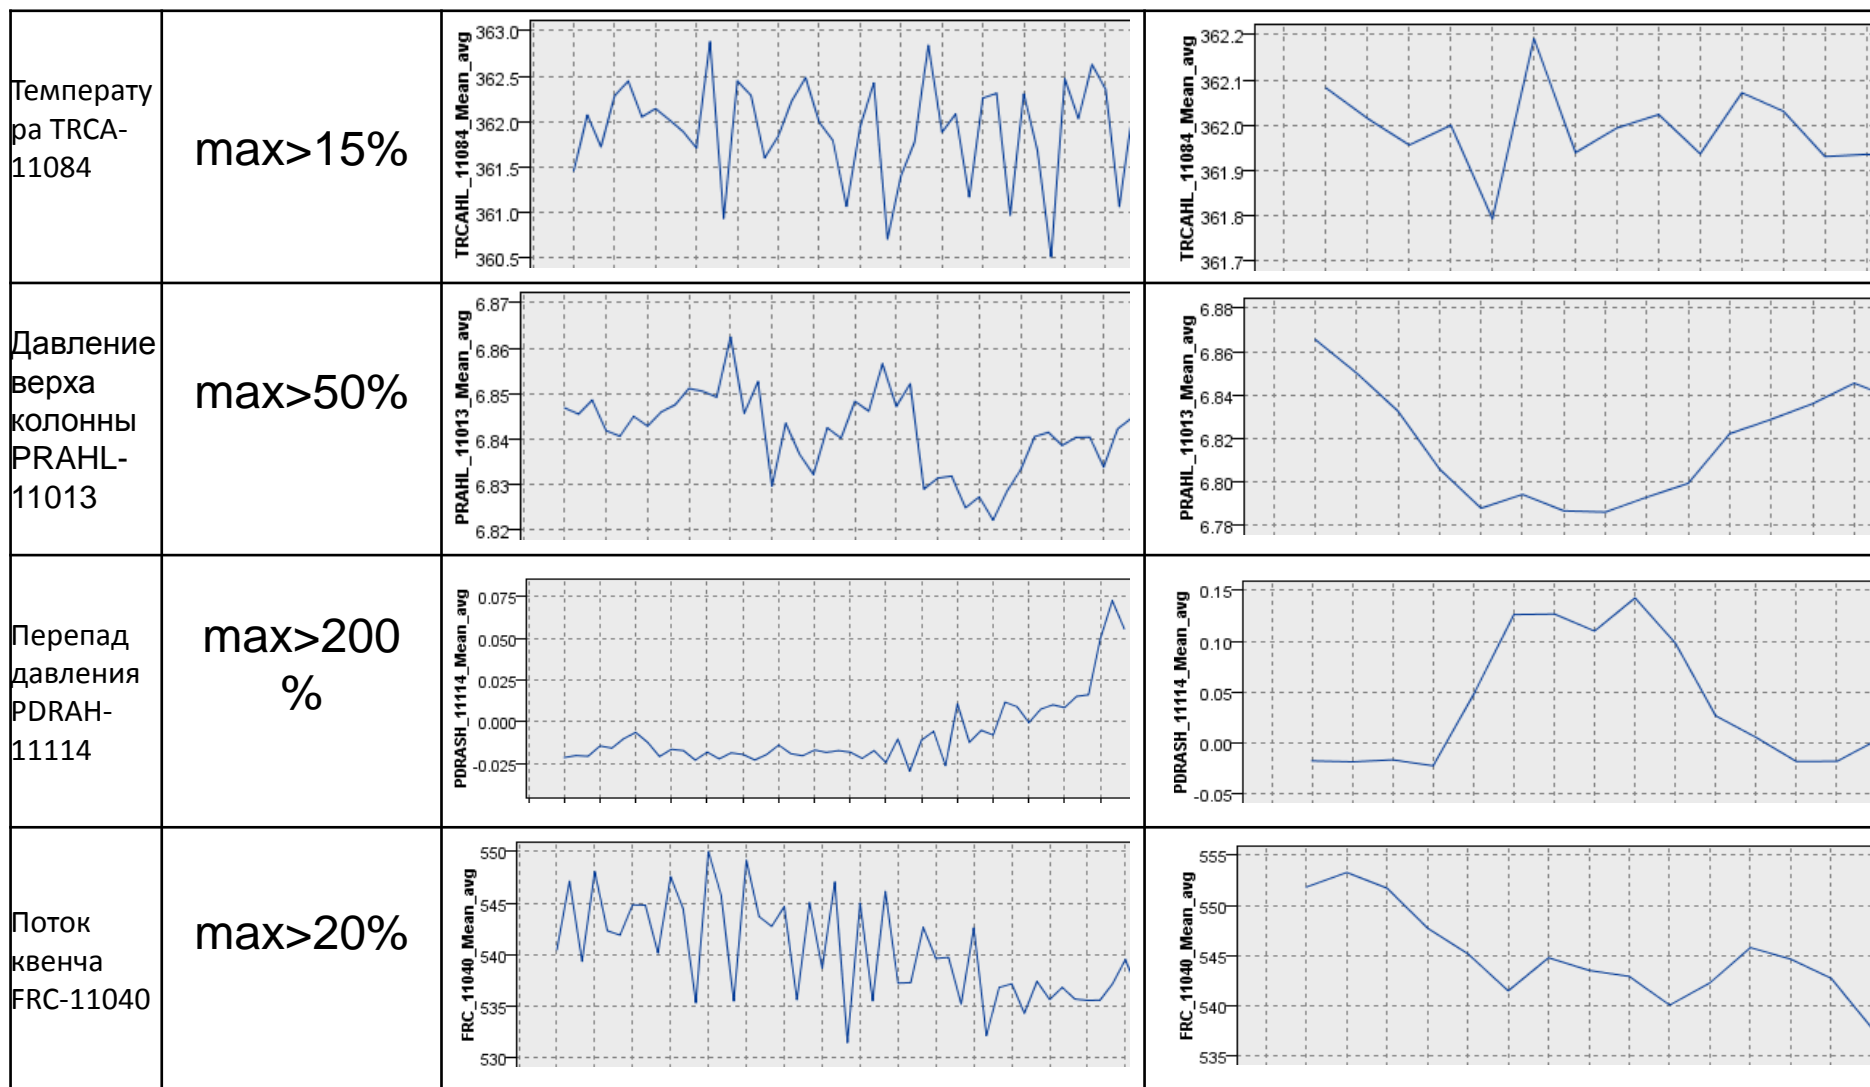 Температу
ра TRCA-
11084
max>15%
TRCAHL_11084_Mean_avg
363.0
362.5
362.0
361.5
361.0
360.5
TRCAHL_11084_Mean_avg
362.2
362.1
362.0
361.9
361.8
361.7
Давление
верха
колонны
PRAHL-
11013
max>50%
PRAHL_11013_Mean_avg
6.87
6.86
6.85
6.84
6.83
6.82
PRAHL_11013_Mean_avg
6.88
6.86
6.84
6.82
6.80
6.78
Перепад
давления
PDRAH-
11114
max>200
%
PDRASH_11114_Mean_avg
0.075
0.050
0.025
0.000
-0.025
PDRASH_11114_Mean_avg
0.15
0.10
0.05
0.00
-0.05
Поток
квенча
FRC-11040
max>20%
FRC_11040_Mean_avg
550
545
540
535
530
FRC_11040_Mean_avg
555
550
545
540
535